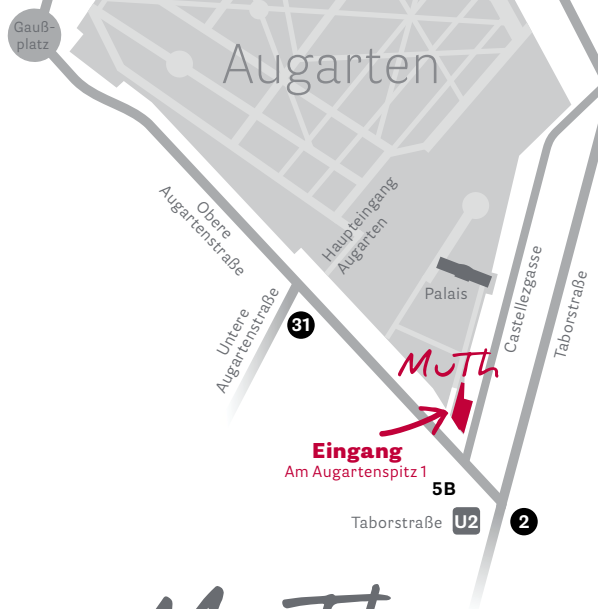 Gauß-
platz
Augarten
Haupteingang
Augarten
Obere
Augartenstraße
Untere
Augartenstraße
31
Palais
Castellezgasse
Taborstraße
MuTh
Eingang
Am Augartenspitz 1
5B
Taborstraße U2 2
MuTh